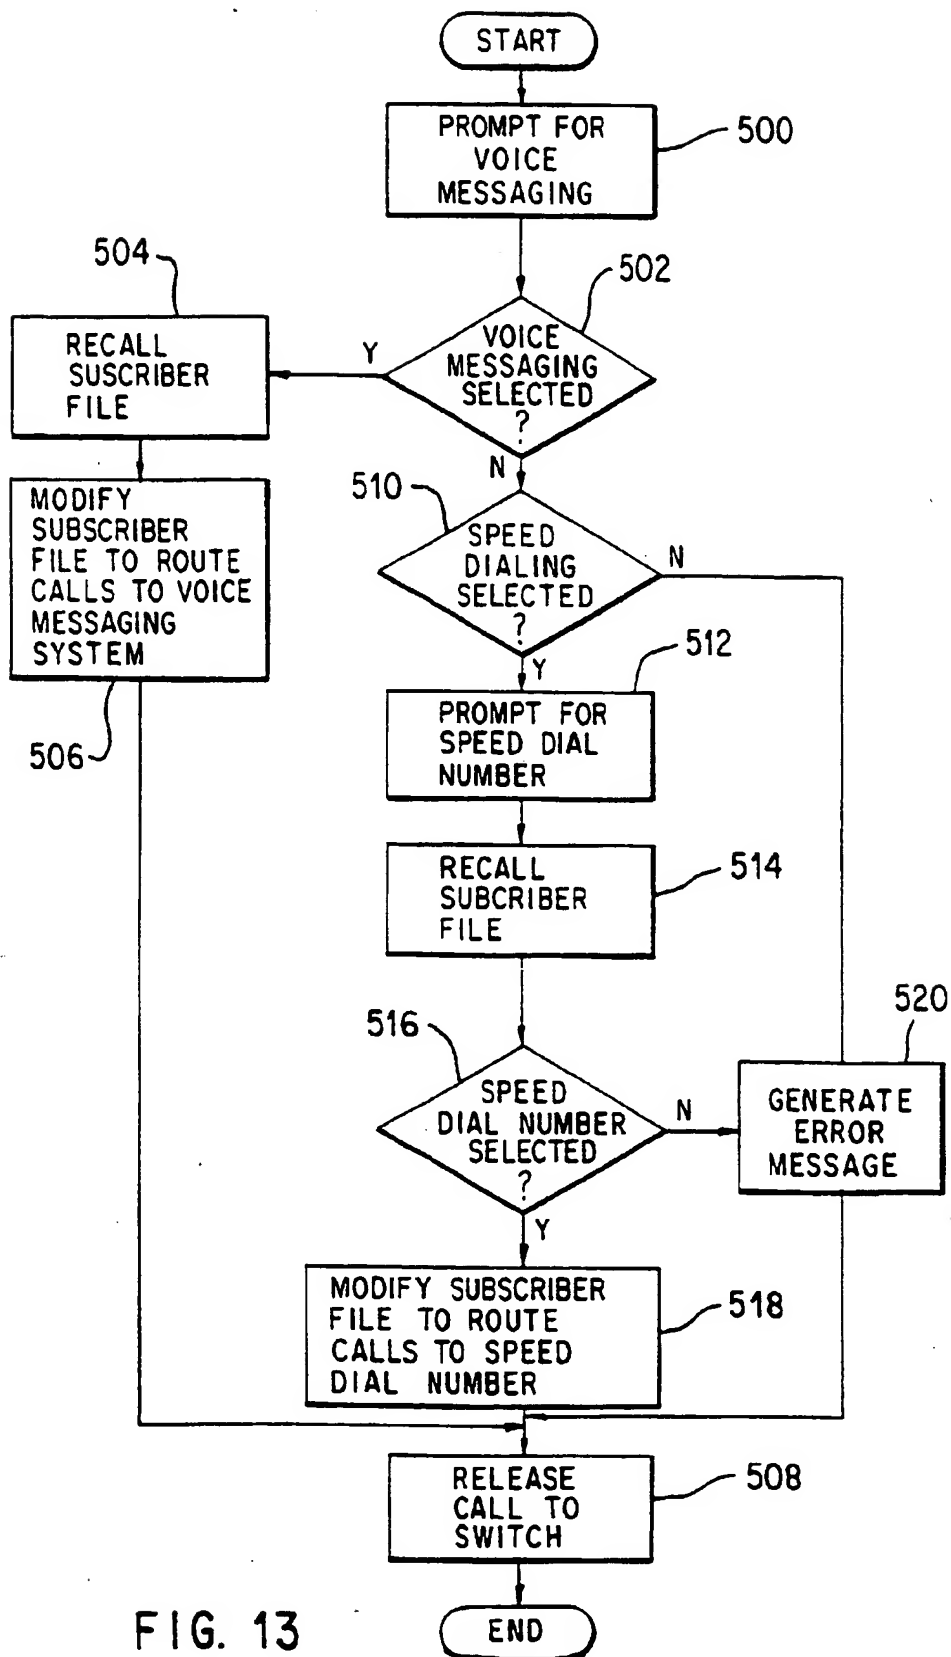 START
PROMPT FOR
VOICE
MESSAGING
500
502
504
VOICE
MESSAGING
SELECTED
?
Y
N
RECALL
SUSCRIBER
FILE
MODIFY
SUBSCRIBER
FILE TO ROUTE
CALLS TO VOICE
MESSAGING
SYSTEM
506
510
SPEED
DIALING
SELECTED
?
N
Y
512
PROMPT FOR
SPEED DIAL
NUMBER
RECALL
SUBCRIBER
FILE
514
516
SPEED
DIAL NUMBER
SELECTED
?
N
Y
520
GENERATE
ERROR
MESSAGE
MODIFY SUBSCRIBER
FILE TO ROUTE
CALLS TO SPEED
DIAL NUMBER
518
RELEASE
CALL TO
SWITCH
508
END
FIG. 13